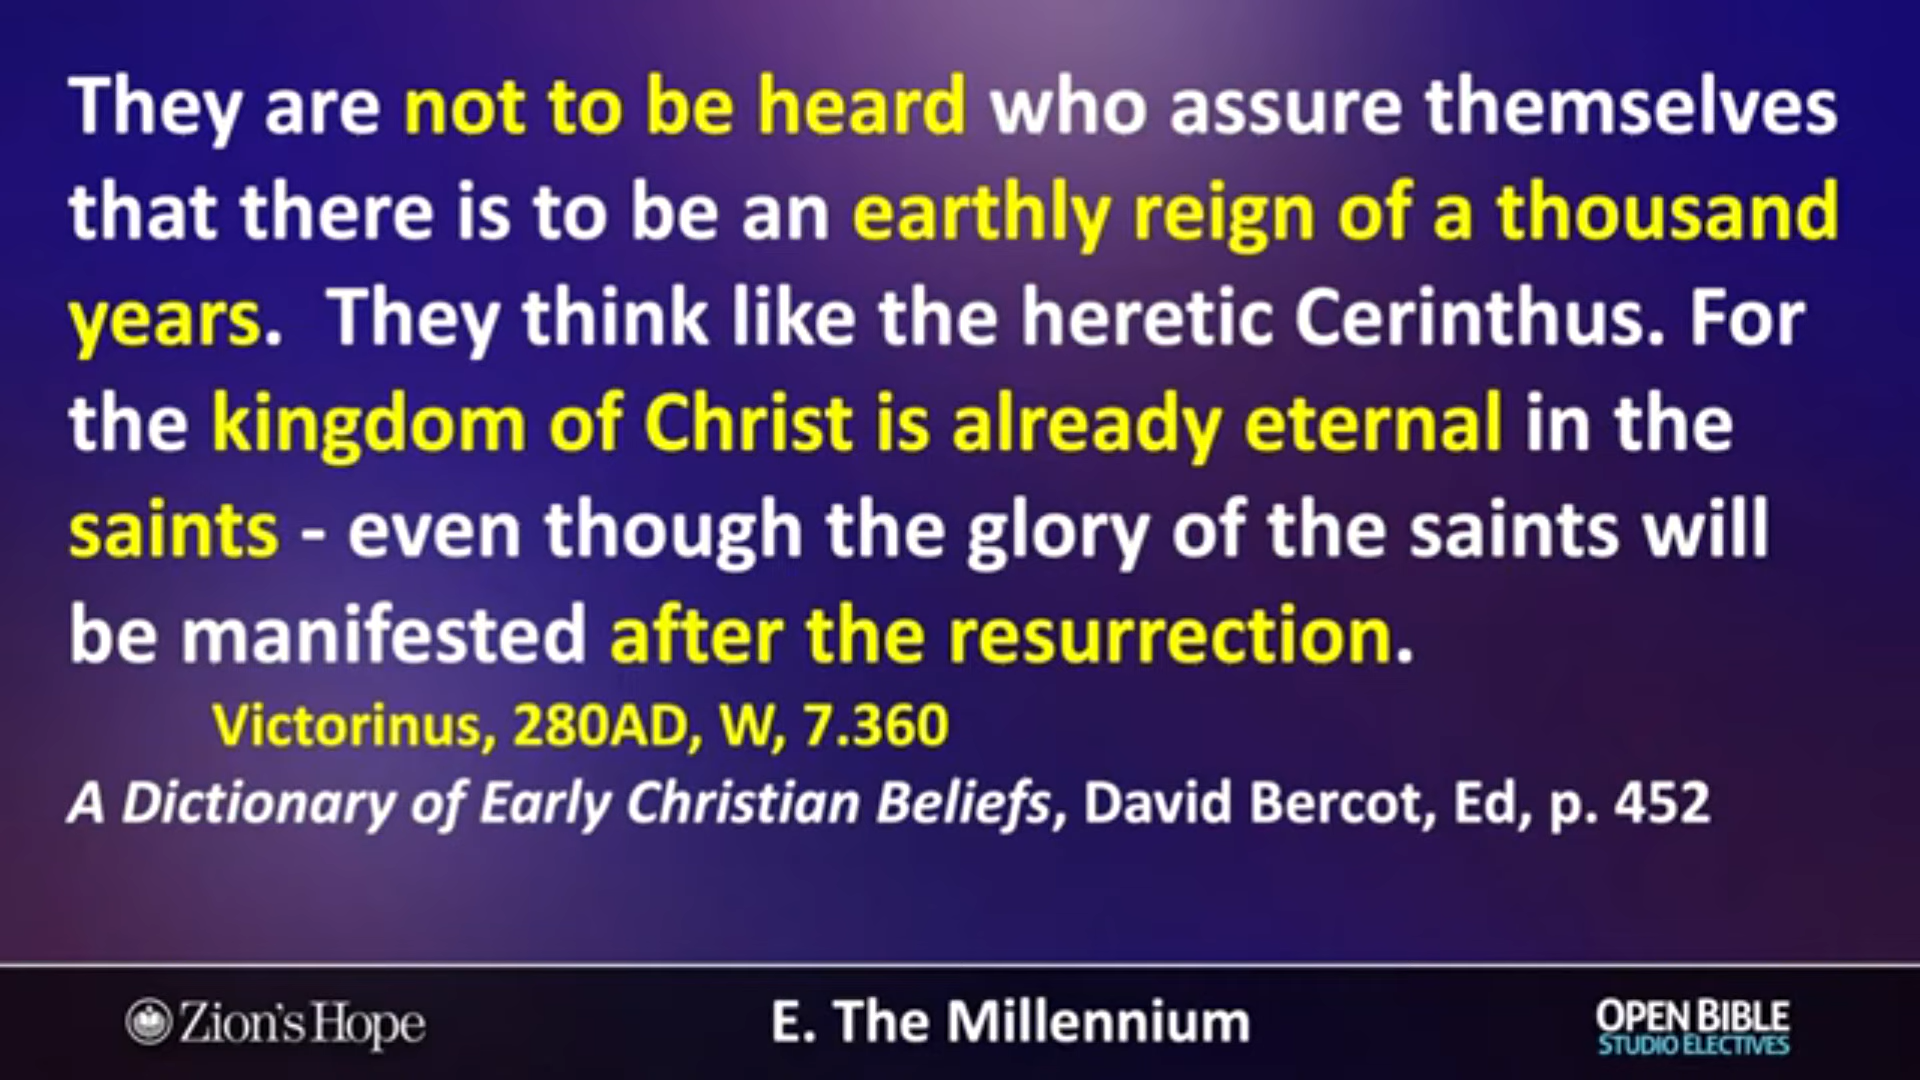 They are not to be heard who assure themselves
that there is to be an earthly reign of a thousand
years.  They think like the heretic Cerinthus. For
the kingdom of Christ is already eternal in the
saints - even though the glory of the saints will
be manifested after the resurrection.
Victorinus, 280AD, W, 7.360
A Dictionary of Early Christian Beliefs, David Bercot, Ed, p. 452
Zion's Hope
E. The Millennium
OPEN BIBLE
STUDIO ELECTIVES